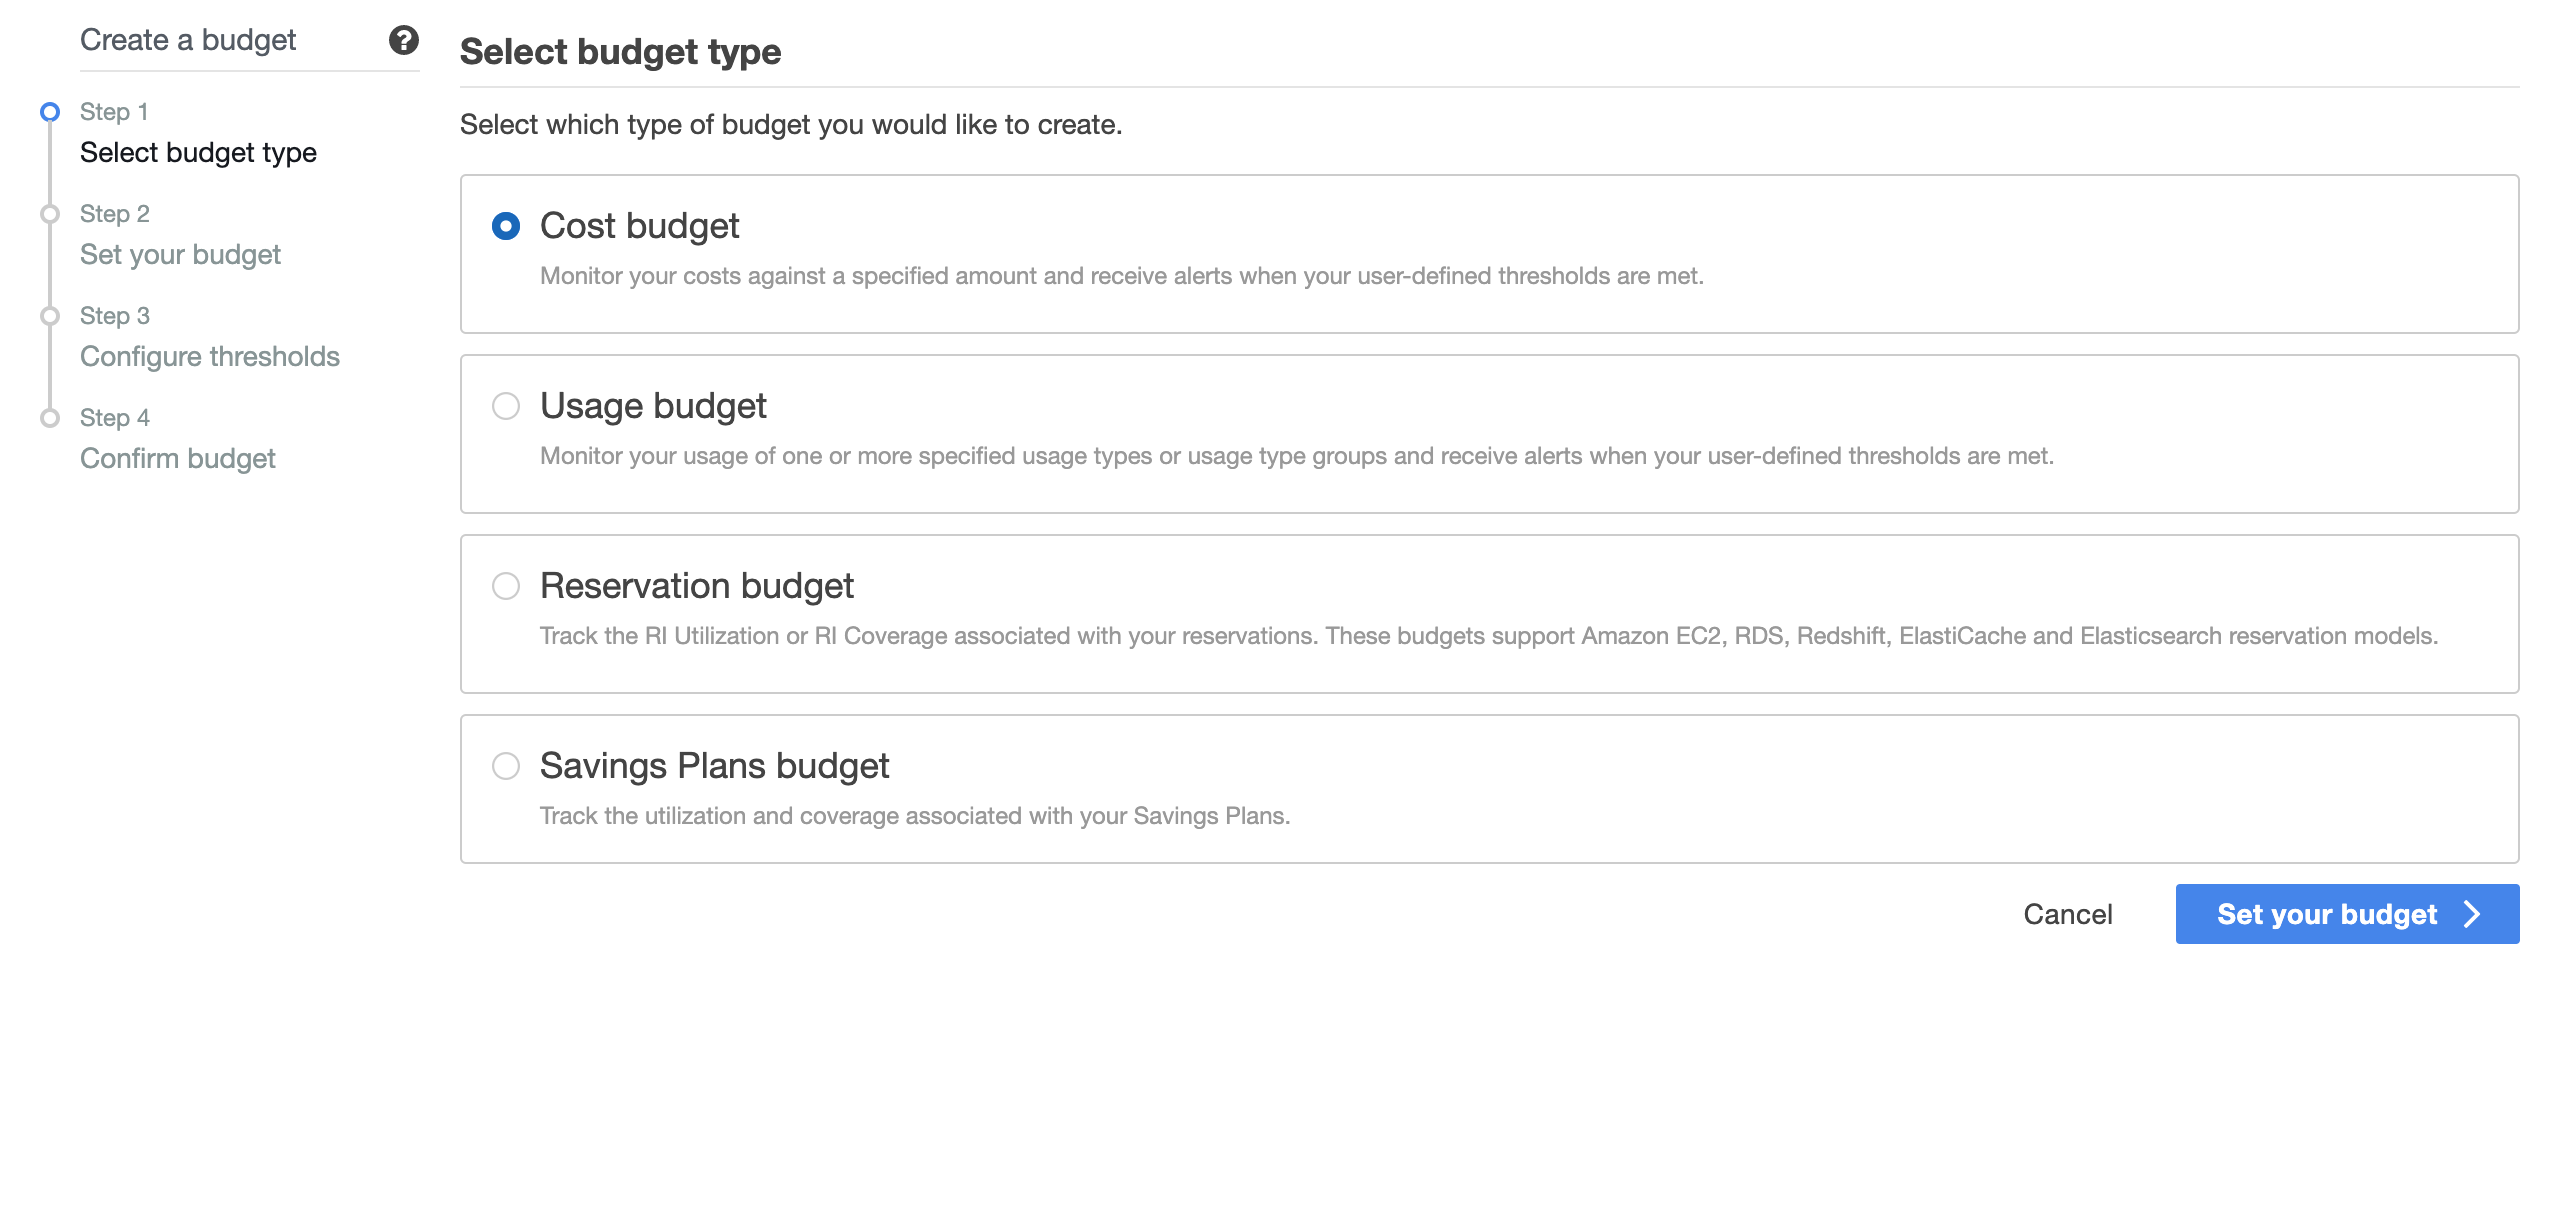 Create a budget
?
Step 1
Select budget type
Step 2
Set your budget
Step 3
Configure thresholds
Step 4
Confirm budget
Select budget type
Select which type of budget you would like to create.
Cost budget
Monitor your costs against a specified amount and receive alerts when your user-defined thresholds are met.
Usage budget
Monitor your usage of one or more specified usage types or usage type groups and receive alerts when your user-defined thresholds are met.
Reservation budget
Track the RI Utilization or RI Coverage associated with your reservations. These budgets support Amazon EC2, RDS, Redshift, ElastiCache and Elasticsearch reservation models.
Savings Plans budget
Track the utilization and coverage associated with your Savings Plans.
Cancel
Set your budget